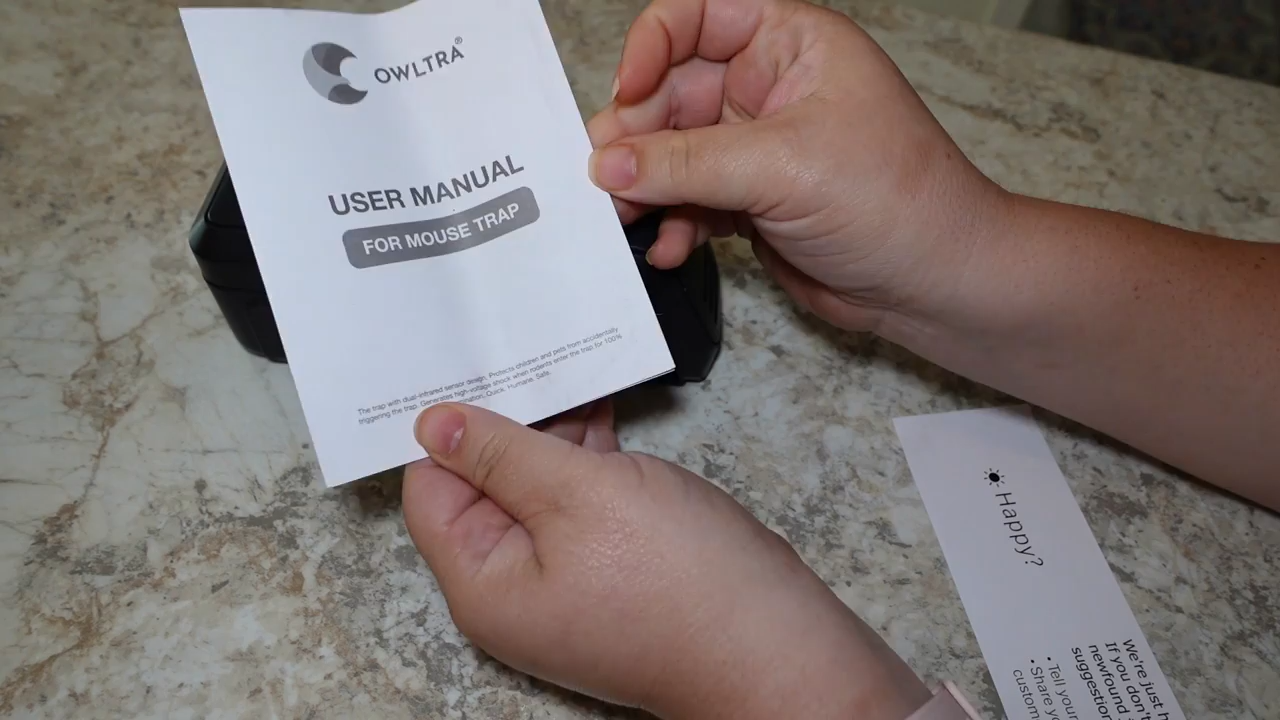 OWLTRA®
USER MANUAL
FOR MOUSE TRAP
The trap with dual-infrared sensor design. Protects children and pets from accidentally
triggering the trap. Generates high-voltage shock when rodents enter the trap for 100%
Quick, Humane, Safe.
Happy?
We're just
If you don't
newfound
suggestion
•Tell your
•Share
custom